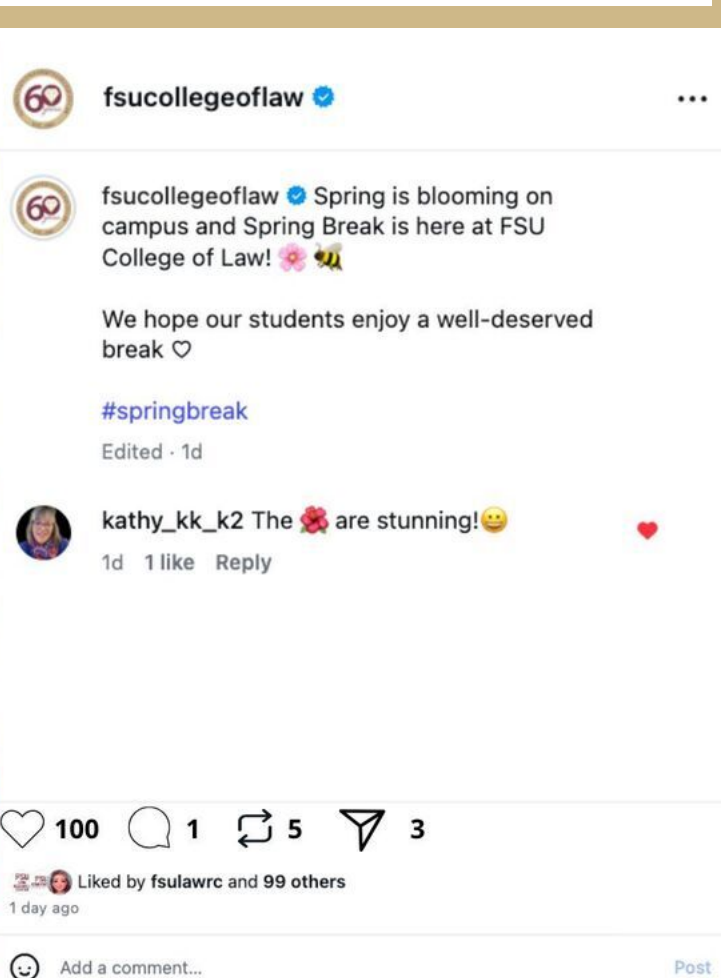 60
fsucollegeoflaw
60
fsucollegeoflaw Spring is blooming on
campus and Spring Break is here at FSU
College of Law! 🌸 🐝
We hope our students enjoy a well-deserved
break ♡
#springbreak
Edited · 1d
kathy_kk_k2 The 🌺 are stunning!😀
1d 1 like Reply
100 1 5 3
Liked by fsulawrc and 99 others
1 day ago
Add a comment...
Post